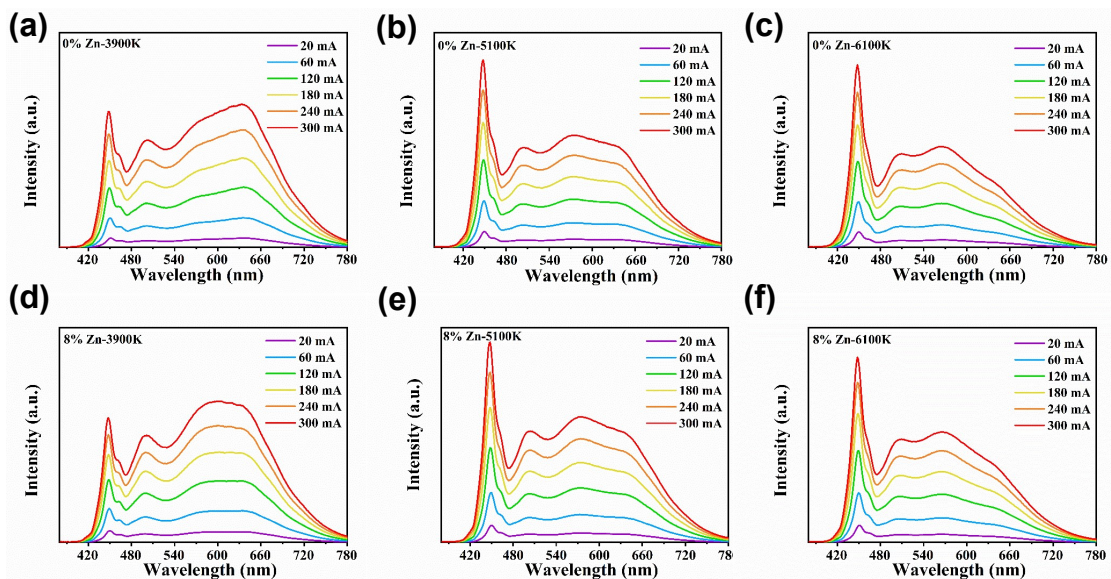 (a)
0% Zn-3900K
20 mA
60 mA
120 mA
180 mA
240 mA
300 mA
Intensity (a.u.)
420 480 540 600 660 720 780
Wavelength (nm)
(b)
0% Zn-5100K
20 mA
60 mA
120 mA
180 mA
240 mA
300 mA
Intensity (a.u.)
420 480 540 600 660 720 780
Wavelength (nm)
(c)
0% Zn-6100K
20 mA
60 mA
120 mA
180 mA
240 mA
300 mA
Intensity (a.u.)
420 480 540 600 660 720 780
Wavelength (nm)
(d)
8% Zn-3900K
20 mA
60 mA
120 mA
180 mA
240 mA
300 mA
Intensity (a.u.)
420 480 540 600 660 720 780
Wavelength (nm)
(e)
8% Zn-5100K
20 mA
60 mA
120 mA
180 mA
240 mA
300 mA
Intensity (a.u.)
420 480 540 600 660 720 780
Wavelength (nm)
(f)
8% Zn-6100K
20 mA
60 mA
120 mA
180 mA
240 mA
300 mA
Intensity (a.u.)
420 480 540 600 660 720 780
Wavelength (nm)